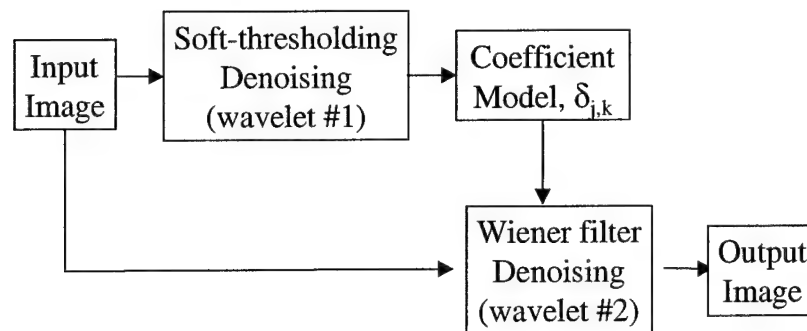 Input
Image
Soft-thresholding
Denoising
(wavelet #1)
Coefficient
Model, δj,k
Wiener filter
Denoising
(wavelet #2)
Output
Image